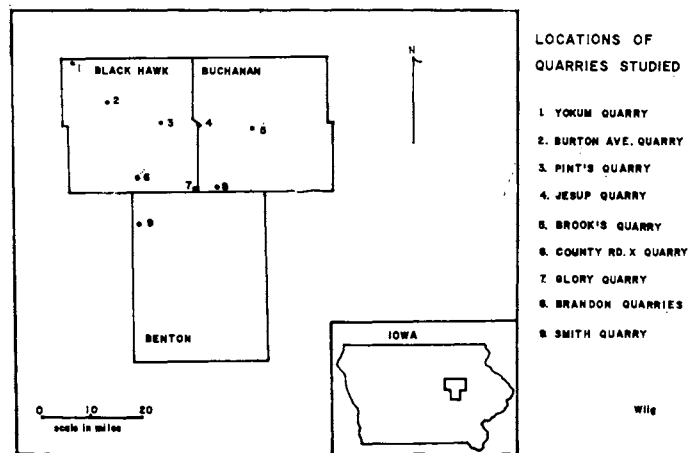 LOCATIONS OF
QUARRIES STUDIED
1. YOKUM QUARRY
2. BURTON AVE. QUARRY
3. PINT'S QUARRY
4. JESUP QUARRY
5. BROOK'S QUARRY
6. COUNTY RD. X QUARRY
7. GLORY QUARRY
8. BRANDON QUARRIES
9. SMITH QUARRY
N
BLACK HAWK
BUCHANAN
1
2
3
4
5
6
7
8
9
BENTON
IOWA
0 10 20
scale in miles